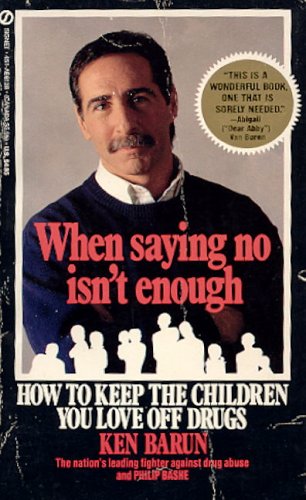 SIGNET
"THIS IS A
WONDERFUL BOOK,
ONE THAT IS
SORELY NEEDED."
—Abigail
("Dear Abby")
Van Buren
When saying no
isn't enough
HOW TO KEEP THE CHILDREN
YOU LOVE OFF DRUGS
KEN BARUN
The nation's leading fighter against drug abuse
and PHILIP BASHE